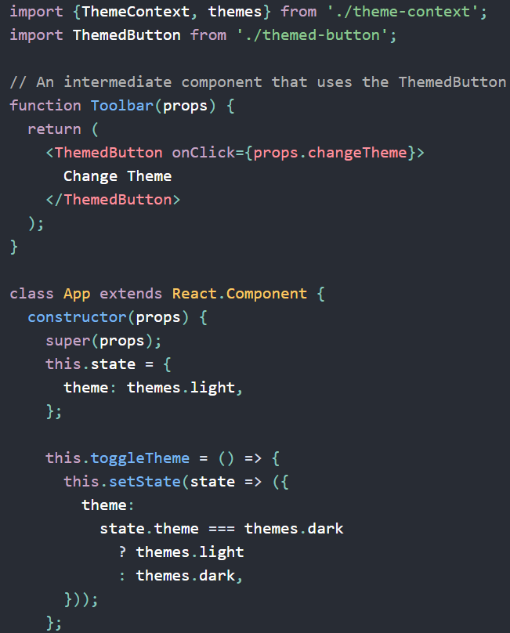 import {ThemeContext, themes} from './theme-context';
import ThemedButton from './themed-button';

// An intermediate component that uses the ThemedButton
function Toolbar(props) {
  return (
    <ThemedButton onClick={props.changeTheme}>
      Change Theme
    </ThemedButton>
  );
}

class App extends React.Component {
  constructor(props) {
    super(props);
    this.state = {
      theme: themes.light,
    };

    this.toggleTheme = () => {
      this.setState(state => ({
        theme:
          state.theme === themes.dark
            ? themes.light
            : themes.dark,
      }));
    };